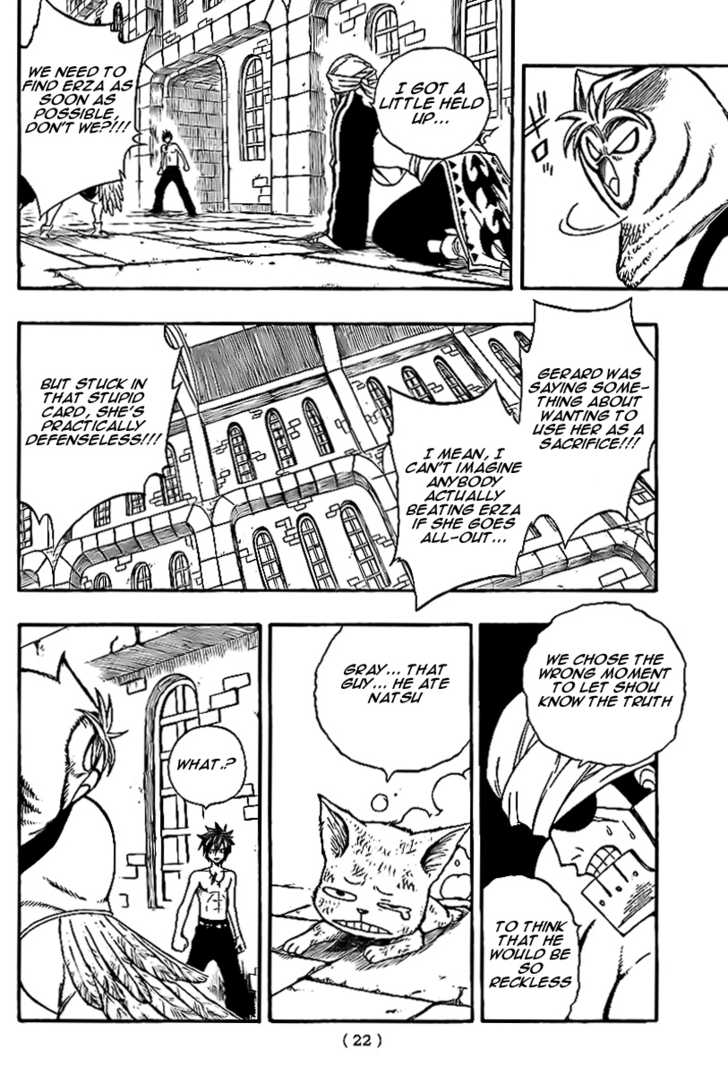 I GOT A
LITTLE HELD
UP...
WE NEED TO
FIND ERZA AS
SOON AS
POSSIBLE,
DON'T WE?!!!
GERARD WAS
SAYING SOME-
THING ABOUT
WANTING TO
USE HER AS A
SACRIFICE!!!
I MEAN, I
CAN'T IMAGINE
ANYBODY
ACTUALLY
BEATING ERZA
IF SHE GOES
ALL-OUT...
BUT STUCK IN
THAT STUPID
CARD, SHE'S
PRACTICALLY
DEFENSELESS!!!
WE CHOSE THE
WRONG MOMENT
TO LET SHOU
KNOW THE TRUTH
TO THINK
THAT HE
WOULD BE
SO
RECKLESS
GRAY... THAT
GUY... HE ATE
NATSU
WHAT.?
( 22 )